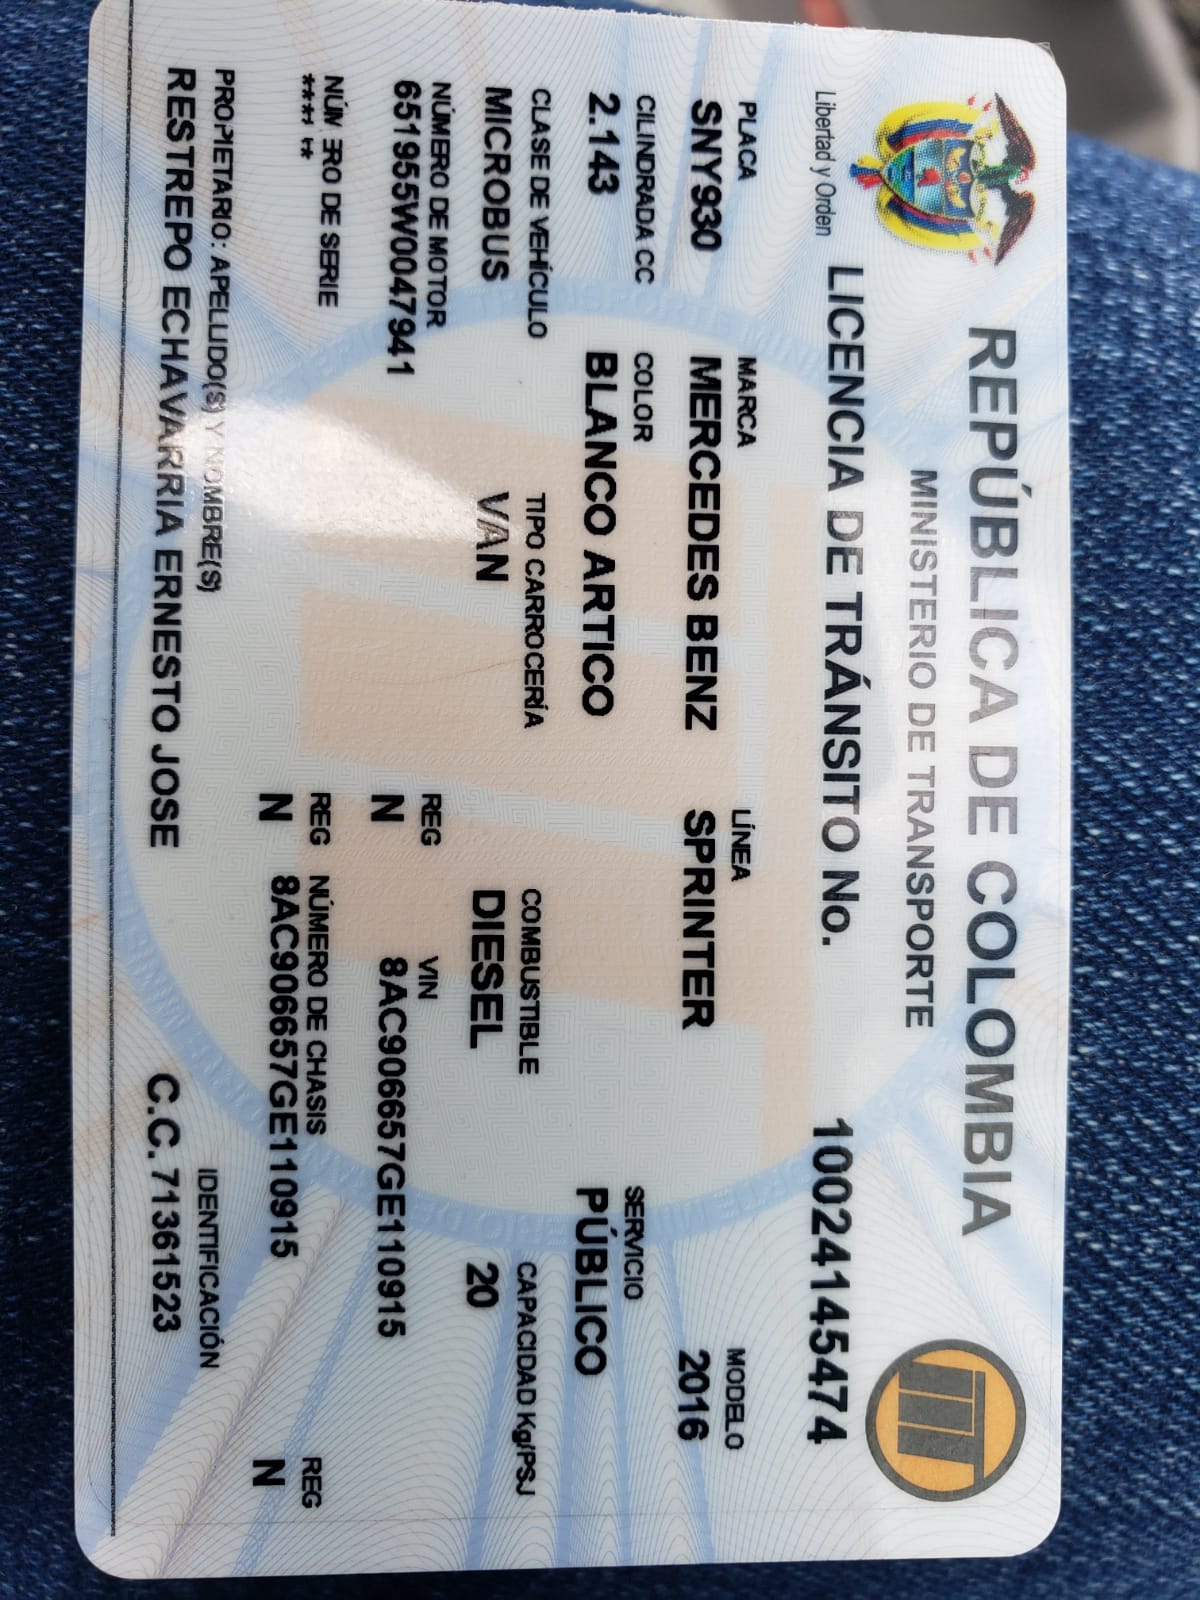 REPÚBLICA DE COLOMBIA
MINISTERIO DE TRANSPORTE
Libertad y Orden
LICENCIA DE TRÁNSITO No. 10024145474
PLACA MARCA LÍNEA MODELO
SNY930 MERCEDES BENZ SPRINTER 2016
CILINDRADA CC COLOR SERVICIO
2.143 BLANCO ARTICO PÚBLICO
CLASE DE VEHÍCULO TIPO CARROCERÍA COMBUSTIBLE CAPACIDAD Kg/PSJ
MICROBUS VAN DIESEL 20
NÚMERO DE MOTOR REG VIN
651955W0047941 N 8AC906657GE110915
NÚMERO DE SERIE REG NÚMERO DE CHASIS REG
N 8AC906657GE110915 N
PROPIETARIO: APELLIDO(S) Y NOMBRE(S) IDENTIFICACIÓN
RESTREPO ECHAVARRIA ERNESTO JOSE C.C. 71361523